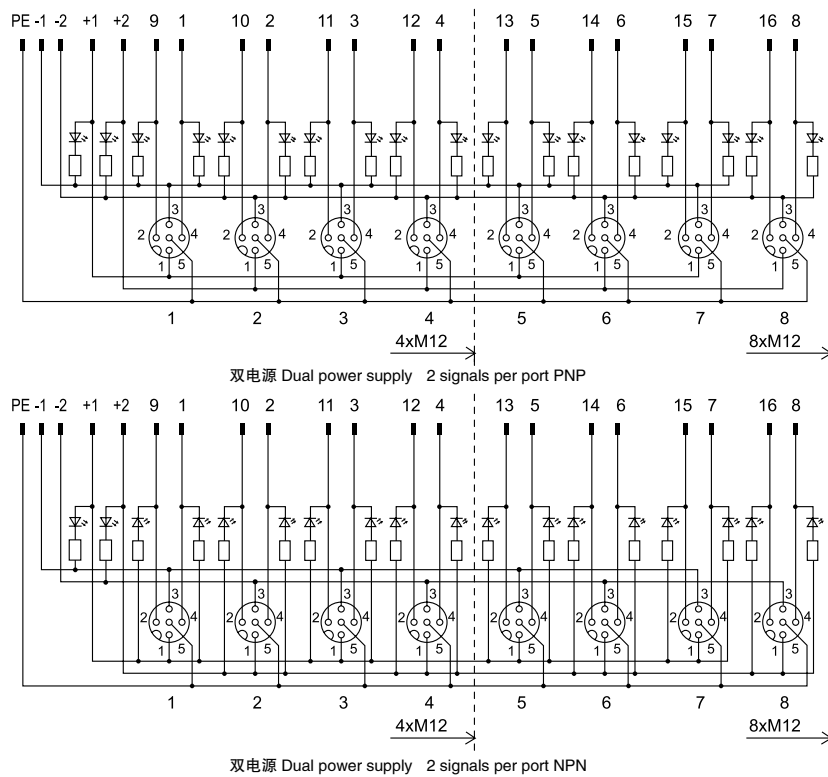 PE -1 -2 +1 +2 9 1 10 2 11 3 12 4 13 5 14 6 15 7 16 8
3 3 3 3 3 3 3 3
2 4 2 4 2 4 2 4 2 4 2 4 2 4 2 4
1 5 1 5 1 5 1 5 1 5 1 5 1 5 1 5
1 2 3 4 5 6 7 8
4xM12 8xM12
双电源 Dual power supply 2 signals per port PNP
PE -1 -2 +1 +2 9 1 10 2 11 3 12 4 13 5 14 6 15 7 16 8
3 3 3 3 3 3 3 3
2 4 2 4 2 4 2 4 2 4 2 4 2 4 2 4
1 5 1 5 1 5 1 5 1 5 1 5 1 5 1 5
1 2 3 4 5 6 7 8
4xM12 8xM12
双电源 Dual power supply 2 signals per port NPN